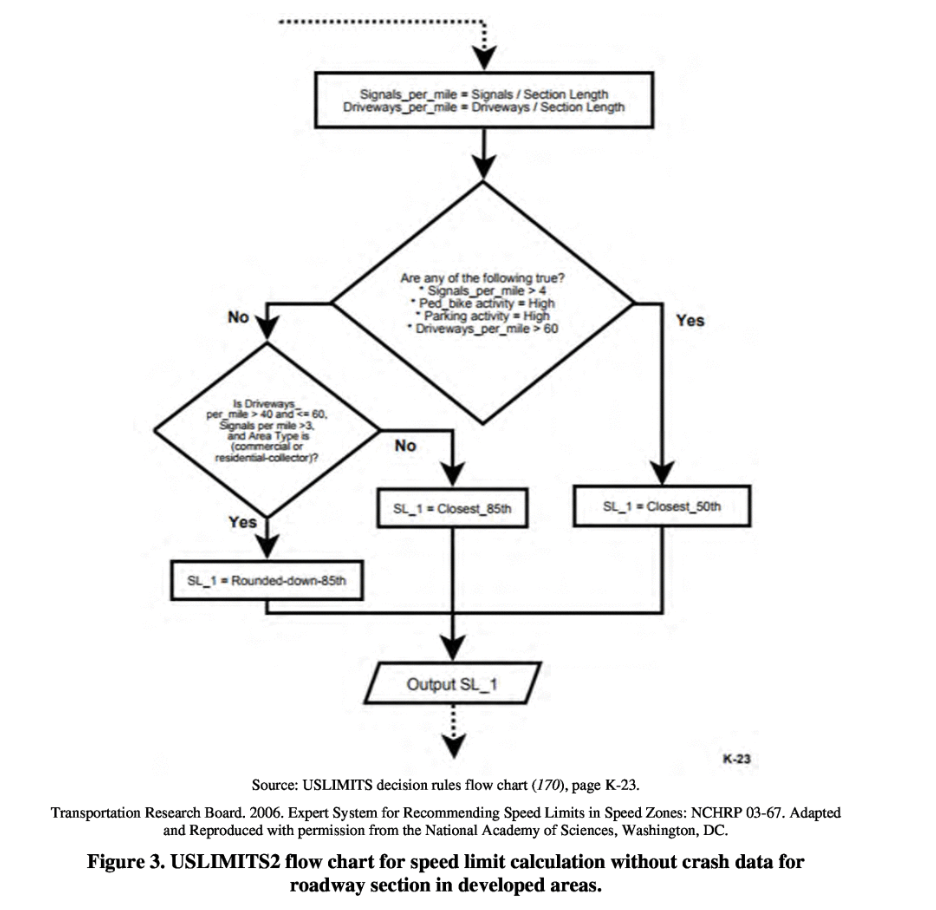 Signals_per_mile = Signals / Section Length
Driveways_per_mile = Driveways / Section Length
Are any of the following true?
* Signals_per_mile > 4
* Ped_bike activity = High
* Parking activity = High
* Driveways_per_mile > 60
No
Yes
Is Driveways_
per_mile > 40 and <= 60,
Signals per mile >3,
and Area Type is
(commercial or
residential-collector)?
No
SL_1 = Closest_85th
SL_1 = Closest_50th
Yes
SL_1 = Rounded-down-85th
Output SL_1
K-23
Source: USLIMITS decision rules flow chart (170), page K-23.
Transportation Research Board. 2006. Expert System for Recommending Speed Limits in Speed Zones: NCHRP 03-67. Adapted
and Reproduced with permission from the National Academy of Sciences, Washington, DC.
Figure 3. USLIMITS2 flow chart for speed limit calculation without crash data for
roadway section in developed areas.